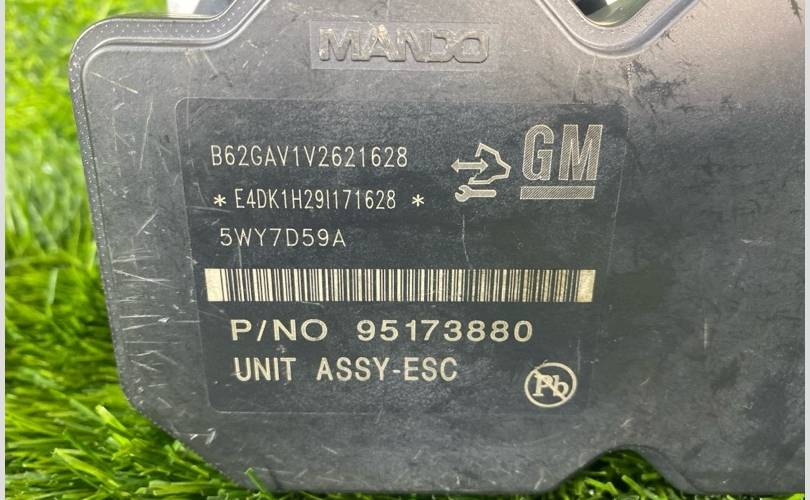 MANDO
B62GAV1V2621628
GM
* E4DK1H29I171628 *
5WY7D59A
P/NO 95173880
UNIT ASSY-ESC
Pb